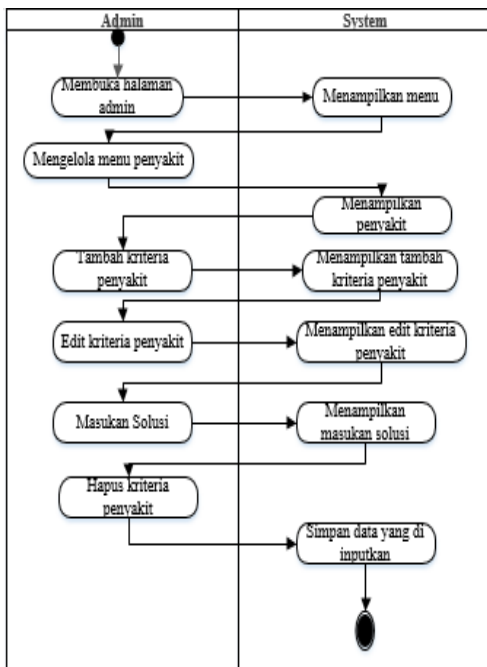 Admin
System
Membuka halaman
admin
Menampilkan menu
Mengelola menu penyakit
Menampilkan
penyakit
Tambah kriteria
penyakit
Menampilkan tambah
kriteria penyakit
Edit kriteria penyakit
Menampilkan edit kriteria
penyakit
Masukan Solusi
Menampilkan
masukan solusi
Hapus kriteria
penyakit
Simpan data yang di
inputkan